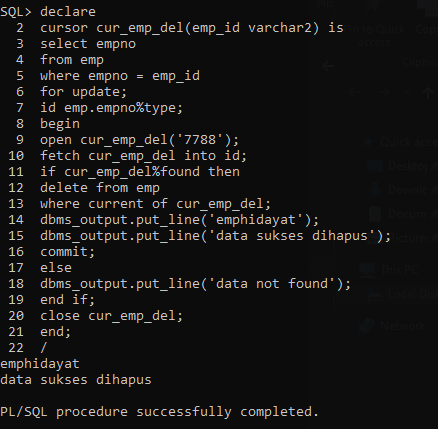 SQL> declare
2 cursor cur_emp_del(emp_id varchar2) is
3 select empno
4 from emp
5 where empno = emp_id
6 for update;
7 id emp.empno%type;
8 begin
9 open cur_emp_del('7788');
10 fetch cur_emp_del into id;
11 if cur_emp_del%found then
12 delete from emp
13 where current of cur_emp_del;
14 dbms_output.put_line('emphidayat');
15 dbms_output.put_line('data sukses dihapus');
16 commit;
17 else
18 dbms_output.put_line('data not found');
19 end if;
20 close cur_emp_del;
21 end;
22 /
emphidayat
data sukses dihapus
PL/SQL procedure successfully completed.